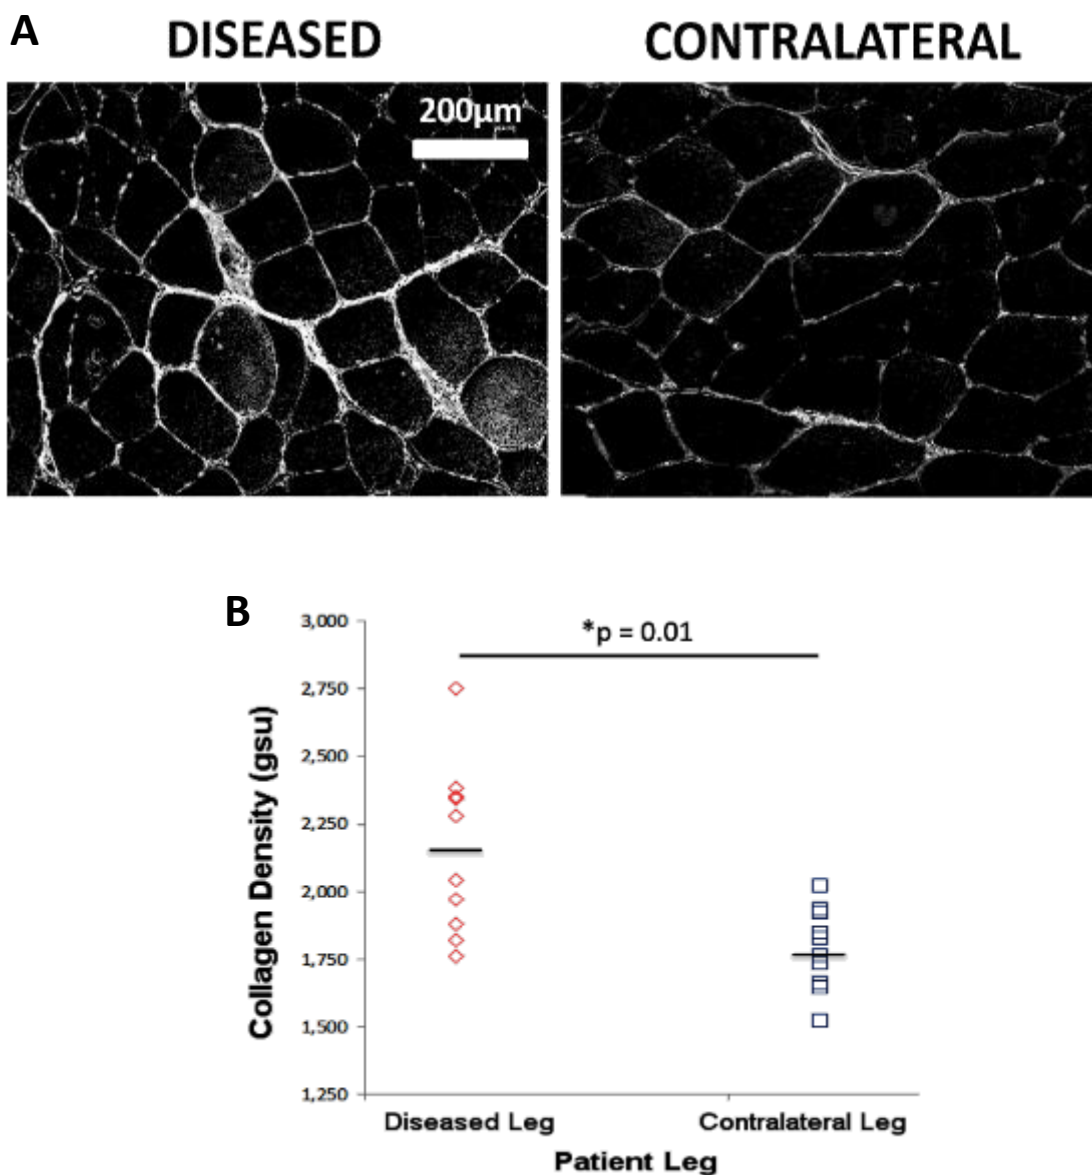 A
DISEASED
CONTRALATERAL
200µm
B
*p = 0.01
3,000
2,750
2,500
2,250
2,000
1,750
1,500
1,250
Collagen Density (gsu)
Diseased Leg
Contralateral Leg
Patient Leg